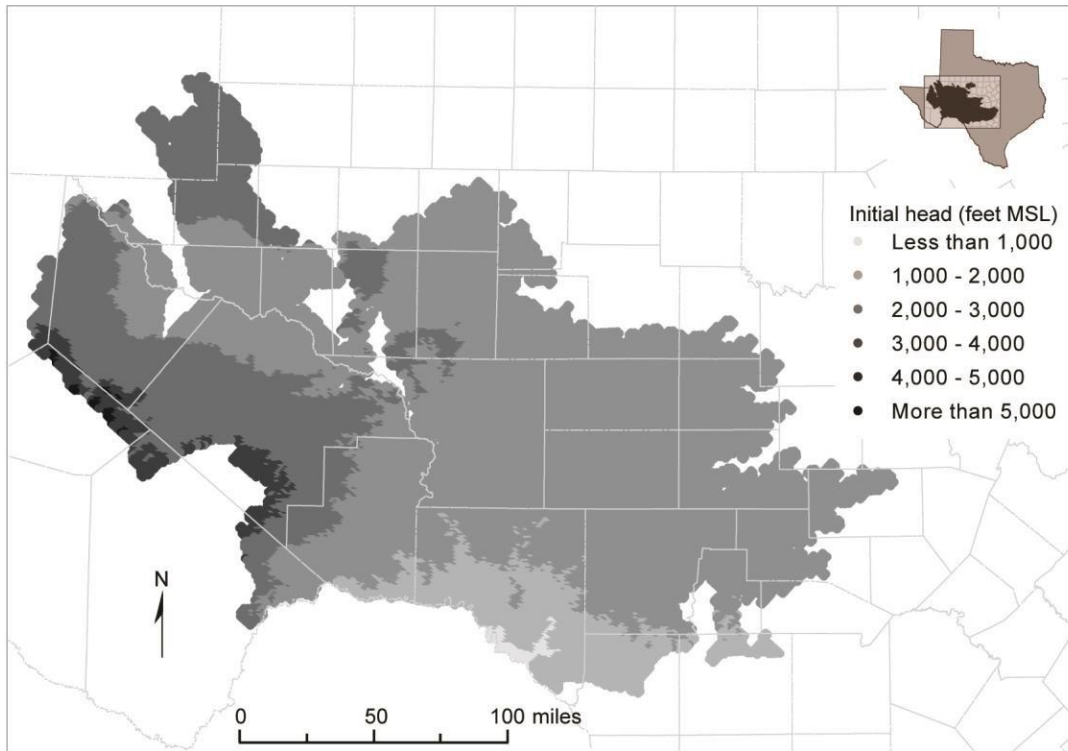 Initial head (feet MSL)
Less than 1,000
1,000 - 2,000
2,000 - 3,000
3,000 - 4,000
4,000 - 5,000
More than 5,000
N
0 50 100 miles